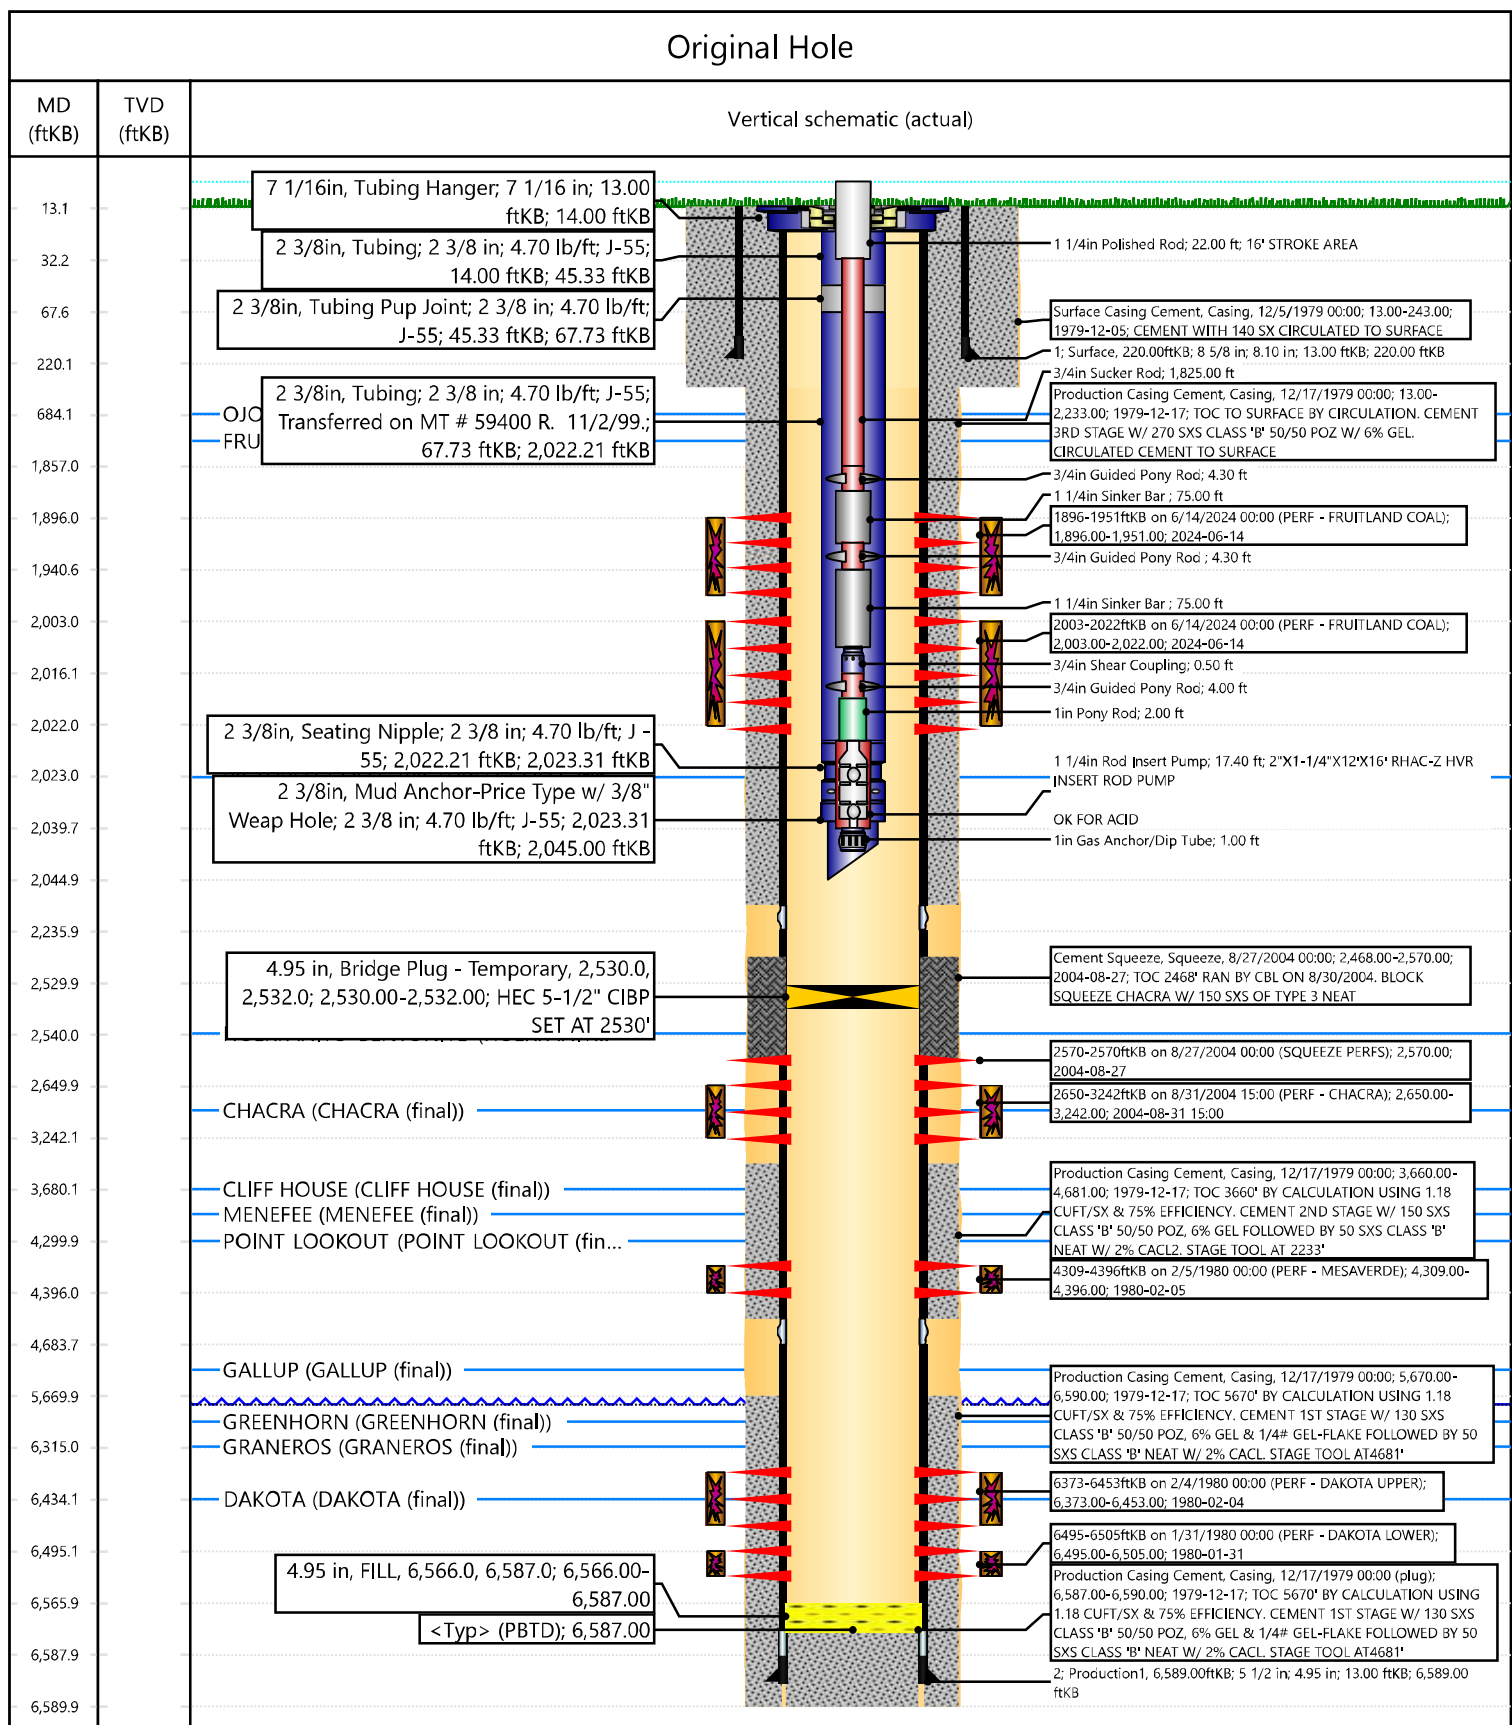 Original Hole
MD
(ftKB)
TVD
(ftKB)
Vertical schematic (actual)
13.1
32.2
67.6
220.1
684.1
1,857.0
1,896.0
1,940.6
2,003.0
2,016.1
2,022.0
2,023.0
2,039.7
2,044.9
2,235.9
2,529.9
2,540.0
2,649.9
3,242.1
3,680.1
4,299.9
4,396.0
4,683.7
5,669.9
6,315.0
6,434.1
6,495.1
6,565.9
6,587.9
6,589.9
7 1/16in, Tubing Hanger; 7 1/16 in; 13.00
ftKB; 14.00 ftKB
2 3/8in, Tubing; 2 3/8 in; 4.70 lb/ft; J-55;
14.00 ftKB; 45.33 ftKB
2 3/8in, Tubing Pup Joint; 2 3/8 in; 4.70 lb/ft;
J-55; 45.33 ftKB; 67.73 ftKB
2 3/8in, Tubing; 2 3/8 in; 4.70 lb/ft; J-55;
Transferred on MT # 59400 R.  11/2/99.;
67.73 ftKB; 2,022.21 ftKB
OJO
FRU
2 3/8in, Seating Nipple; 2 3/8 in; 4.70 lb/ft; J -
55; 2,022.21 ftKB; 2,023.31 ftKB
2 3/8in, Mud Anchor-Price Type w/ 3/8"
Weap Hole; 2 3/8 in; 4.70 lb/ft; J-55; 2,023.31
ftKB; 2,045.00 ftKB
4.95 in, Bridge Plug - Temporary, 2,530.0,
2,532.0; 2,530.00-2,532.00; HEC 5-1/2" CIBP
SET AT 2530'
CHACRA (CHACRA (final))
CLIFF HOUSE (CLIFF HOUSE (final))
MENEFEE (MENEFEE (final))
POINT LOOKOUT (POINT LOOKOUT (fin...
GALLUP (GALLUP (final))
GREENHORN (GREENHORN (final))
GRANEROS (GRANEROS (final))
DAKOTA (DAKOTA (final))
4.95 in, FILL, 6,566.0, 6,587.0; 6,566.00-
6,587.00
<Typ> (PBTD); 6,587.00
1 1/4in Polished Rod; 22.00 ft; 16' STROKE AREA
Surface Casing Cement, Casing, 12/5/1979 00:00; 13.00-243.00;
1979-12-05; CEMENT WITH 140 SX CIRCULATED TO SURFACE
1; Surface, 220.00ftKB; 8 5/8 in; 8.10 in; 13.00 ftKB; 220.00 ftKB
3/4in Sucker Rod; 1,825.00 ft
Production Casing Cement, Casing, 12/17/1979 00:00; 13.00-
2,233.00; 1979-12-17; TOC TO SURFACE BY CIRCULATION. CEMENT
3RD STAGE W/ 270 SXS CLASS 'B' 50/50 POZ W/ 6% GEL.
CIRCULATED CEMENT TO SURFACE
3/4in Guided Pony Rod; 4.30 ft
1 1/4in Sinker Bar ; 75.00 ft
1896-1951ftKB on 6/14/2024 00:00 (PERF - FRUITLAND COAL);
1,896.00-1,951.00; 2024-06-14
3/4in Guided Pony Rod ; 4.30 ft
1 1/4in Sinker Bar ; 75.00 ft
2003-2022ftKB on 6/14/2024 00:00 (PERF - FRUITLAND COAL);
2,003.00-2,022.00; 2024-06-14
3/4in Shear Coupling; 0.50 ft
3/4in Guided Pony Rod; 4.00 ft
1in Pony Rod; 2.00 ft
1 1/4in Rod Insert Pump; 17.40 ft; 2"X1-1/4"X12'X16' RHAC-Z HVR
INSERT ROD PUMP
OK FOR ACID
1in Gas Anchor/Dip Tube; 1.00 ft
Cement Squeeze, Squeeze, 8/27/2004 00:00; 2,468.00-2,570.00;
2004-08-27; TOC 2468' RAN BY CBL ON 8/30/2004. BLOCK
SQUEEZE CHACRA W/ 150 SXS OF TYPE 3 NEAT
2570-2570ftKB on 8/27/2004 00:00 (SQUEEZE PERFS); 2,570.00;
2004-08-27
2650-3242ftKB on 8/31/2004 15:00 (PERF - CHACRA); 2,650.00-
3,242.00; 2004-08-31 15:00
Production Casing Cement, Casing, 12/17/1979 00:00; 3,660.00-
4,681.00; 1979-12-17; TOC 3660' BY CALCULATION USING 1.18
CUFT/SX & 75% EFFICIENCY. CEMENT 2ND STAGE W/ 150 SXS
CLASS 'B' 50/50 POZ, 6% GEL FOLLOWED BY 50 SXS CLASS 'B'
NEAT W/ 2% CACL2. STAGE TOOL AT 2233'
4309-4396ftKB on 2/5/1980 00:00 (PERF - MESAVERDE); 4,309.00-
4,396.00; 1980-02-05
Production Casing Cement, Casing, 12/17/1979 00:00; 5,670.00-
6,590.00; 1979-12-17; TOC 5670' BY CALCULATION USING 1.18
CUFT/SX & 75% EFFICIENCY. CEMENT 1ST STAGE W/ 130 SXS
CLASS 'B' 50/50 POZ, 6% GEL & 1/4# GEL-FLAKE FOLLOWED BY 50
SXS CLASS 'B' NEAT W/ 2% CACL. STAGE TOOL AT4681'
6373-6453ftKB on 2/4/1980 00:00 (PERF - DAKOTA UPPER);
6,373.00-6,453.00; 1980-02-04
6495-6505ftKB on 1/31/1980 00:00 (PERF - DAKOTA LOWER);
6,495.00-6,505.00; 1980-01-31
Production Casing Cement, Casing, 12/17/1979 00:00 (plug);
6,587.00-6,590.00; 1979-12-17; TOC 5670' BY CALCULATION USING
1.18 CUFT/SX & 75% EFFICIENCY. CEMENT 1ST STAGE W/ 130 SXS
CLASS 'B' 50/50 POZ, 6% GEL & 1/4# GEL-FLAKE FOLLOWED BY 50
SXS CLASS 'B' NEAT W/ 2% CACL. STAGE TOOL AT4681'
2; Production1, 6,589.00ftKB; 5 1/2 in; 4.95 in; 13.00 ftKB; 6,589.00
ftKB